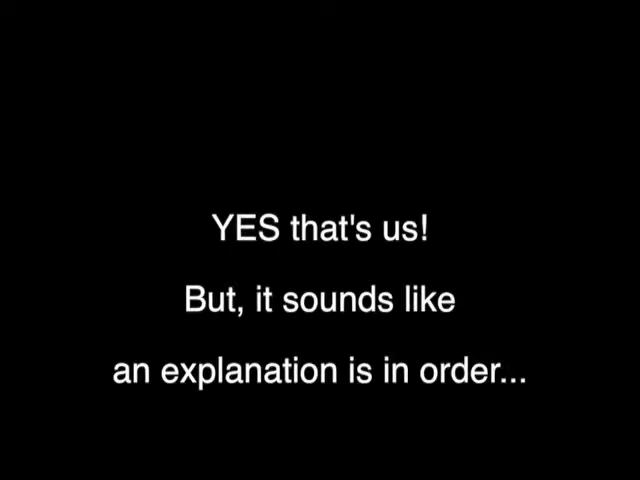 YES that's us!
But, it sounds like
an explanation is in order...